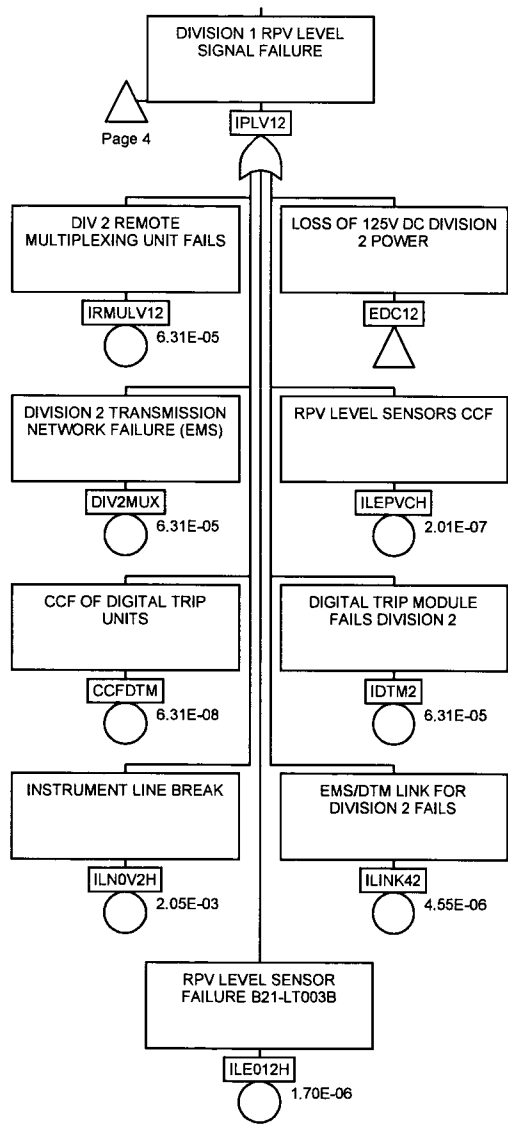 DIVISION 1 RPV LEVEL
SIGNAL FAILURE
Page 4
IPLV12
DIV 2 REMOTE
MULTIPLEXING UNIT FAILS
IRMULV12
6.31E-05
LOSS OF 125V DC DIVISION
2 POWER
EDC12
DIVISION 2 TRANSMISSION
NETWORK FAILURE (EMS)
DIV2MUX
6.31E-05
RPV LEVEL SENSORS CCF
ILEPVCH
2.01E-07
CCF OF DIGITAL TRIP
UNITS
CCFDTM
6.31E-08
DIGITAL TRIP MODULE
FAILS DIVISION 2
IDTM2
6.31E-05
INSTRUMENT LINE BREAK
ILN0V2H
2.05E-03
EMS/DTM LINK FOR
DIVISION 2 FAILS
ILINK42
4.55E-06
RPV LEVEL SENSOR
FAILURE B21-LT003B
ILE012H
1.70E-06